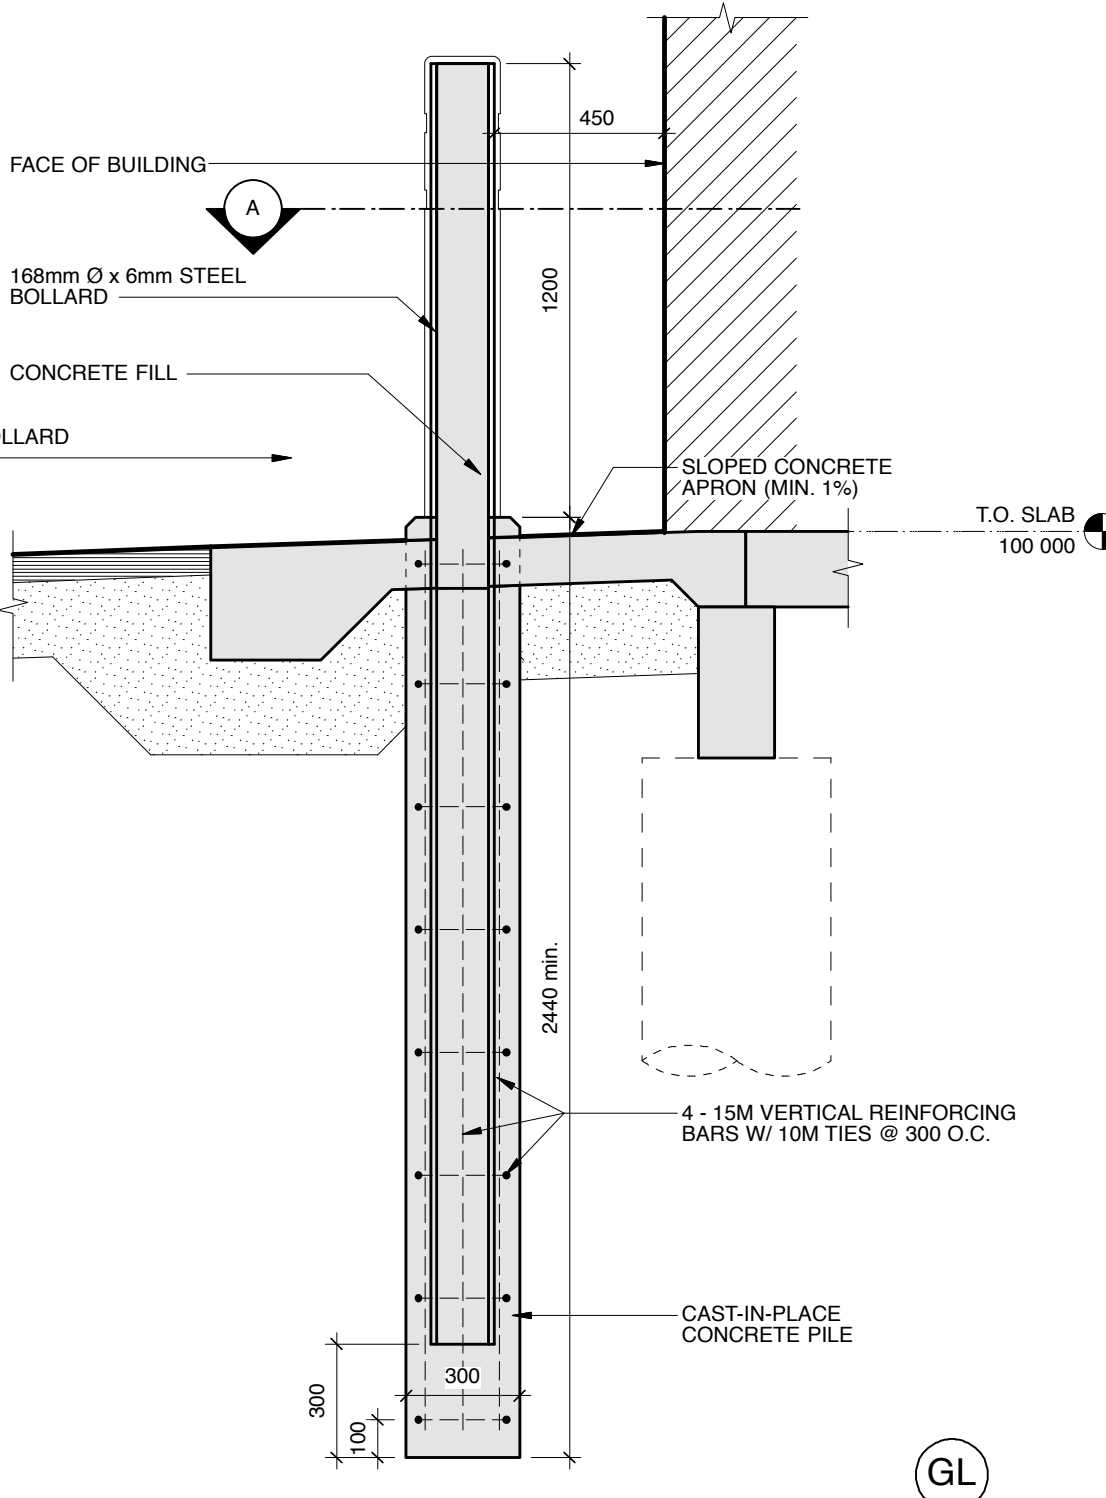 450
FACE OF BUILDING
A
168mm Ø x 6mm STEEL
BOLLARD
1200
CONCRETE FILL
OLLARD
SLOPED CONCRETE
APRON (MIN. 1%)
T.O. SLAB
100 000
2440 min.
4 - 15M VERTICAL REINFORCING
BARS W/ 10M TIES @ 300 O.C.
CAST-IN-PLACE
CONCRETE PILE
300
300
100
GL